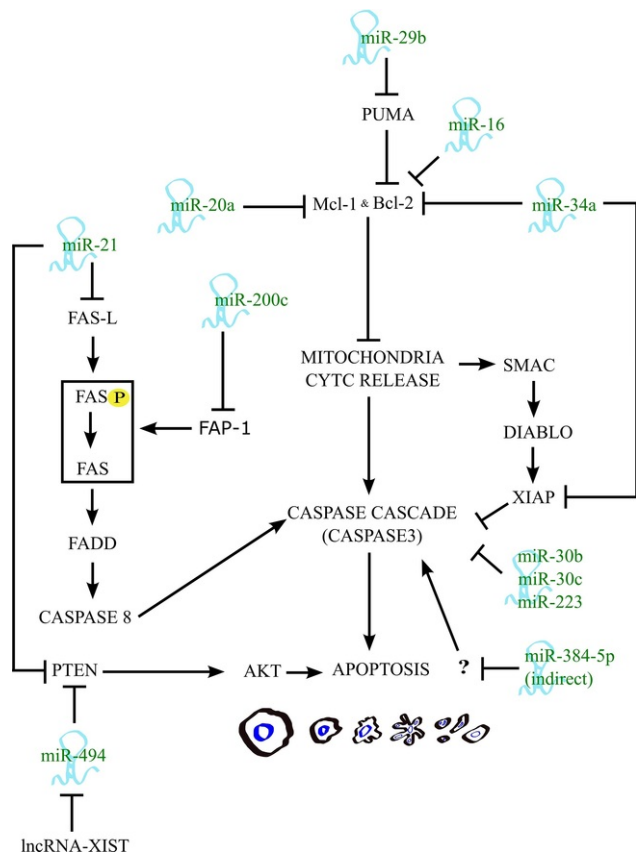 miR-29b
PUMA
miR-16
miR-20a
Mcl-1 & Bcl-2
miR-34a
miR-21
miR-200c
FAS-L
MITOCHONDRIA
CYTC RELEASE
SMAC
FAS P
FAP-1
DIABLO
FAS
XIAP
CASPASE CASCADE
(CASPASE3)
FADD
miR-30b
miR-30c
miR-223
CASPASE 8
PTEN
AKT
APOPTOSIS
?
miR-384-5p
(indirect)
miR-494
lncRNA-XIST